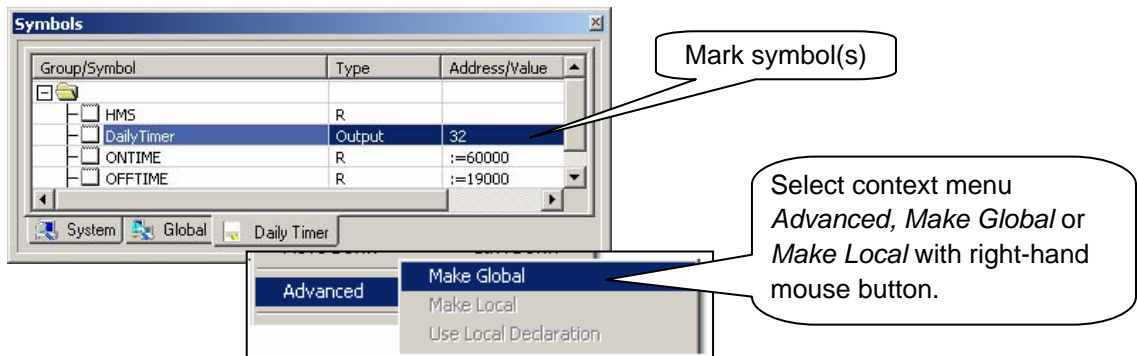 Symbols
Mark symbol(s)
Group/Symbol Type Address/Value
HMS R
DailyTimer Output 32
ONTIME R :=60000
OFFTIME R :=19000
System Global Daily Timer
Advanced
Make Global
Make Local
Use Local Declaration
Select context menu
Advanced, Make Global or
Make Local with right-hand
mouse button.